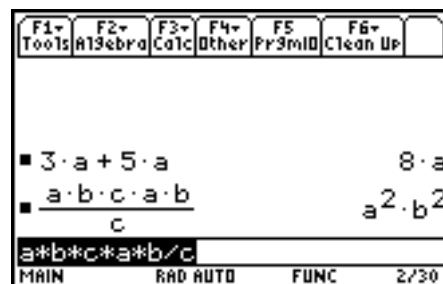 F1▾ F2▾ F3▾ F4▾ F5 F6▾
Tools Algebra Calc Other PrgmIO Clean Up
▪ 3·a + 5·a 8·a
▪ a·b·c·a·b/c a²·b²
a*b*c*a*b/c
MAIN RAD AUTO FUNC 2/30